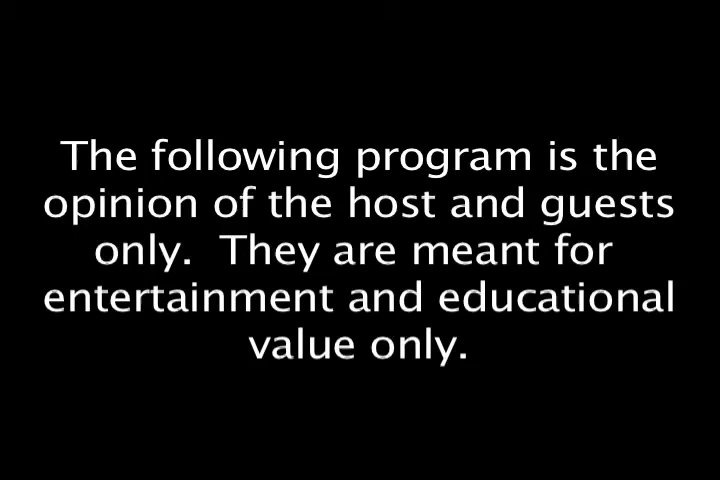 The following program is the
opinion of the host and guests
only.  They are meant for
entertainment and educational
value only.